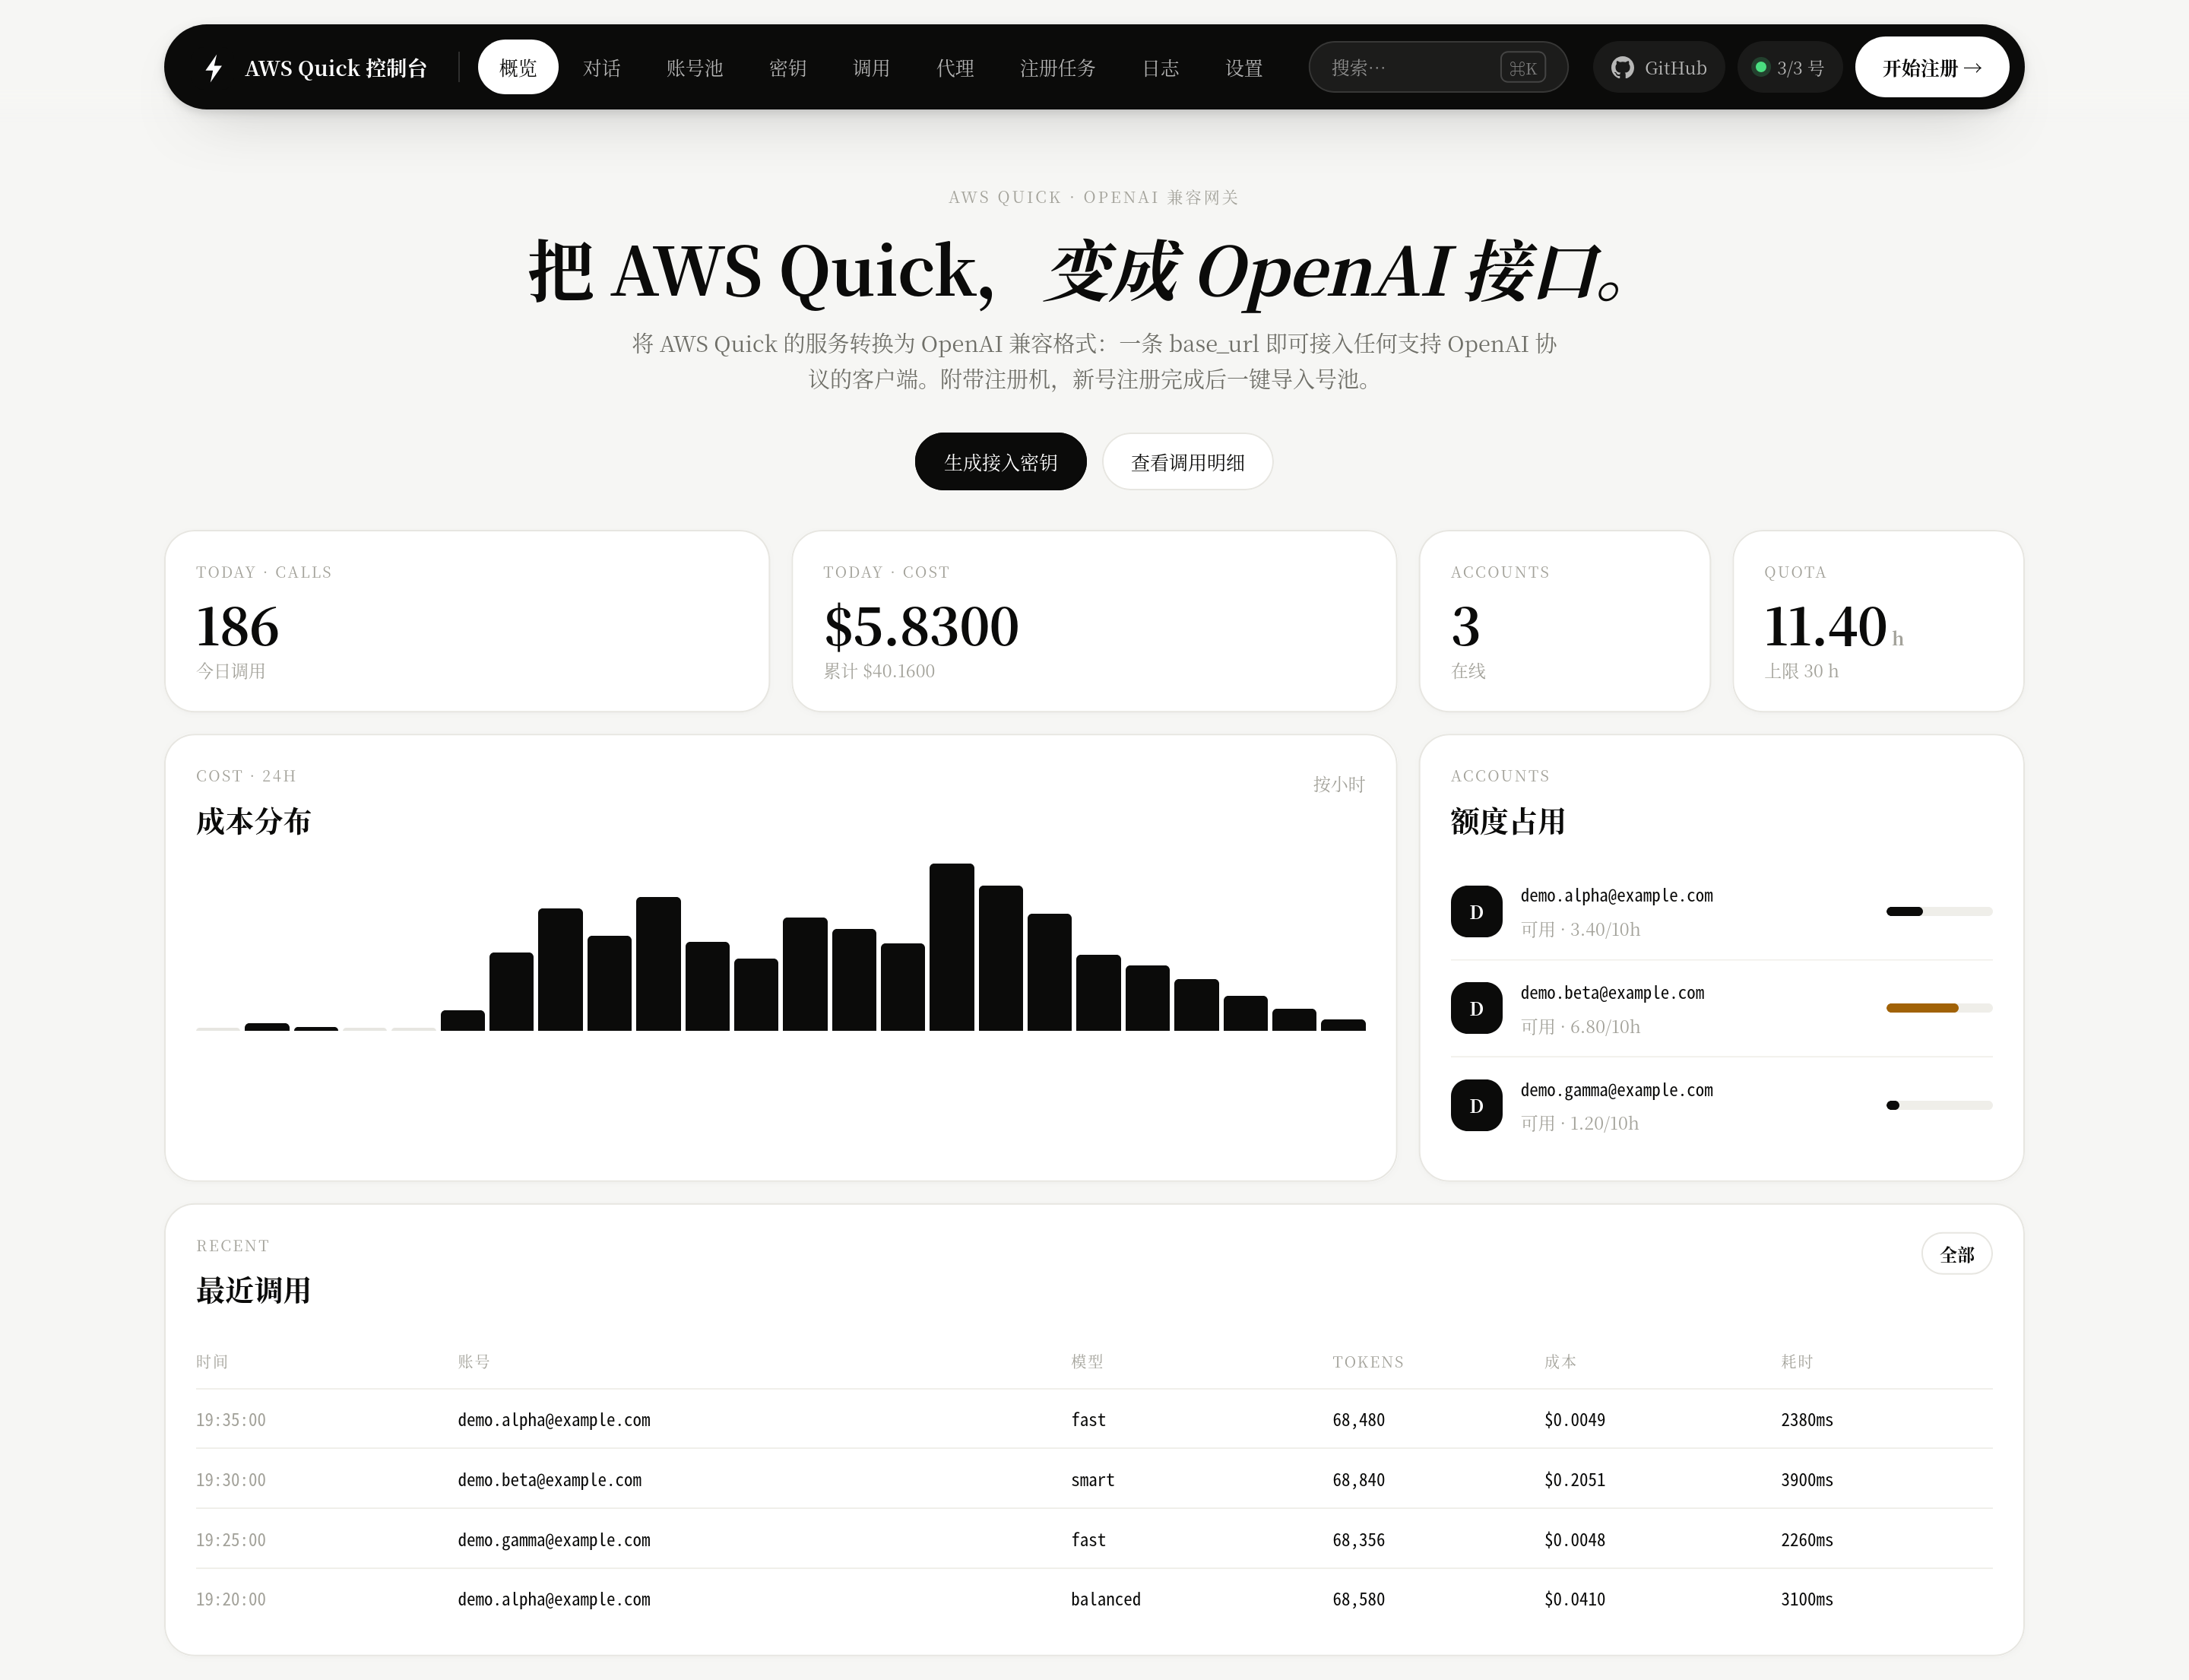 AWS Quick 控制台
概览 对话 账号池 密钥 调用 代理 注册任务 日志 设置
搜索… ⌘K
GitHub
3/3 号
开始注册 →
AWS QUICK · OPENAI 兼容网关
把 AWS Quick，变成 OpenAI 接口。
将 AWS Quick 的服务转换为 OpenAI 兼容格式：一条 base_url 即可接入任何支持 OpenAI 协
议的客户端。附带注册机，新号注册完成后一键导入号池。
生成接入密钥 查看调用明细
TODAY · CALLS
186
今日调用
TODAY · COST
$5.8300
累计 $40.1600
ACCOUNTS
3
在线
QUOTA
11.40 h
上限 30 h
COST · 24H
成本分布
按小时
ACCOUNTS
额度占用
D
demo.alpha@example.com
可用 · 3.40/10h
D
demo.beta@example.com
可用 · 6.80/10h
D
demo.gamma@example.com
可用 · 1.20/10h
RECENT
最近调用
全部
时间 账号 模型 TOKENS 成本 耗时
19:35:00 demo.alpha@example.com fast 68,480 $0.0049 2380ms
19:30:00 demo.beta@example.com smart 68,840 $0.2051 3900ms
19:25:00 demo.gamma@example.com fast 68,356 $0.0048 2260ms
19:20:00 demo.alpha@example.com balanced 68,580 $0.0410 3100ms